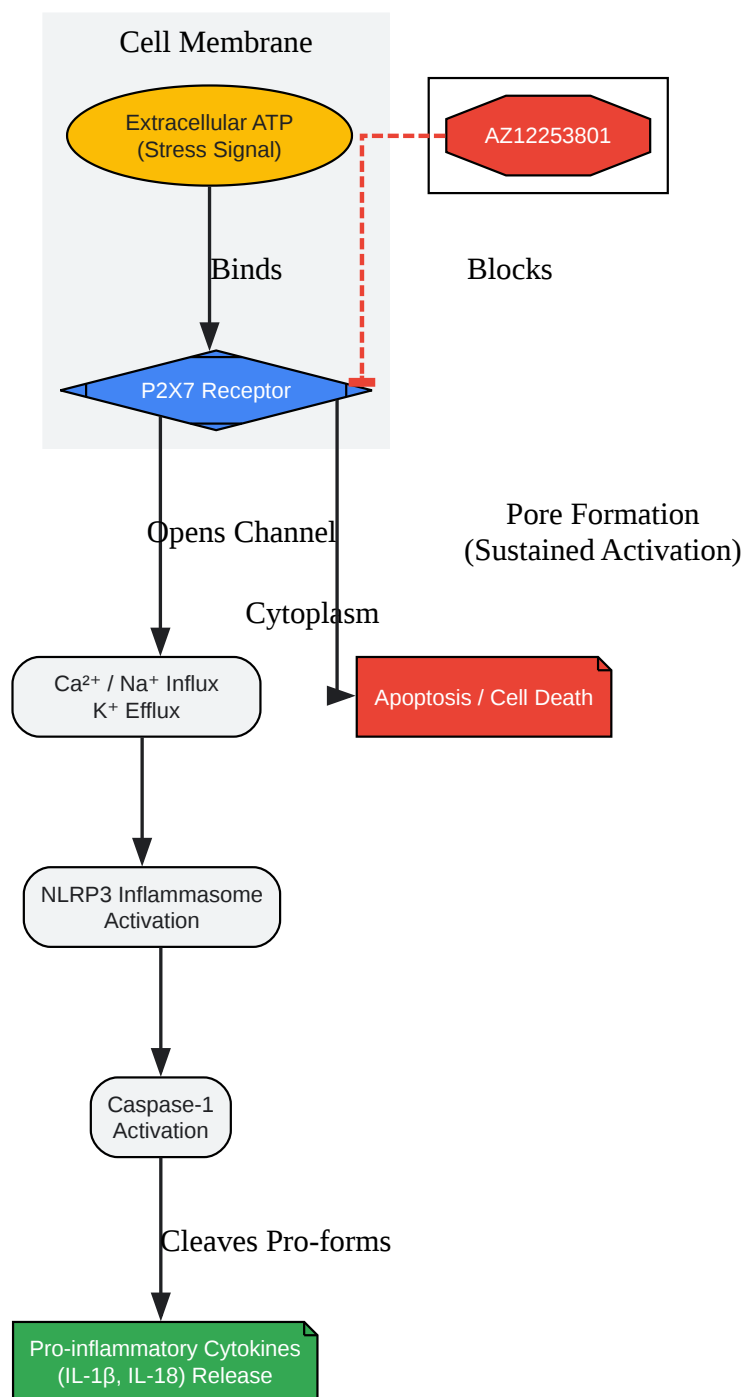 Cell Membrane
Extracellular ATP
(Stress Signal)
AZ12253801
Binds
Blocks
P2X7 Receptor
Opens Channel
Pore Formation
(Sustained Activation)
Cytoplasm
Ca²⁺ / Na⁺ Influx
K⁺ Efflux
Apoptosis / Cell Death
NLRP3 Inflammasome
Activation
Caspase-1
Activation
Cleaves Pro-forms
Pro-inflammatory Cytokines
(IL-1β, IL-18) Release